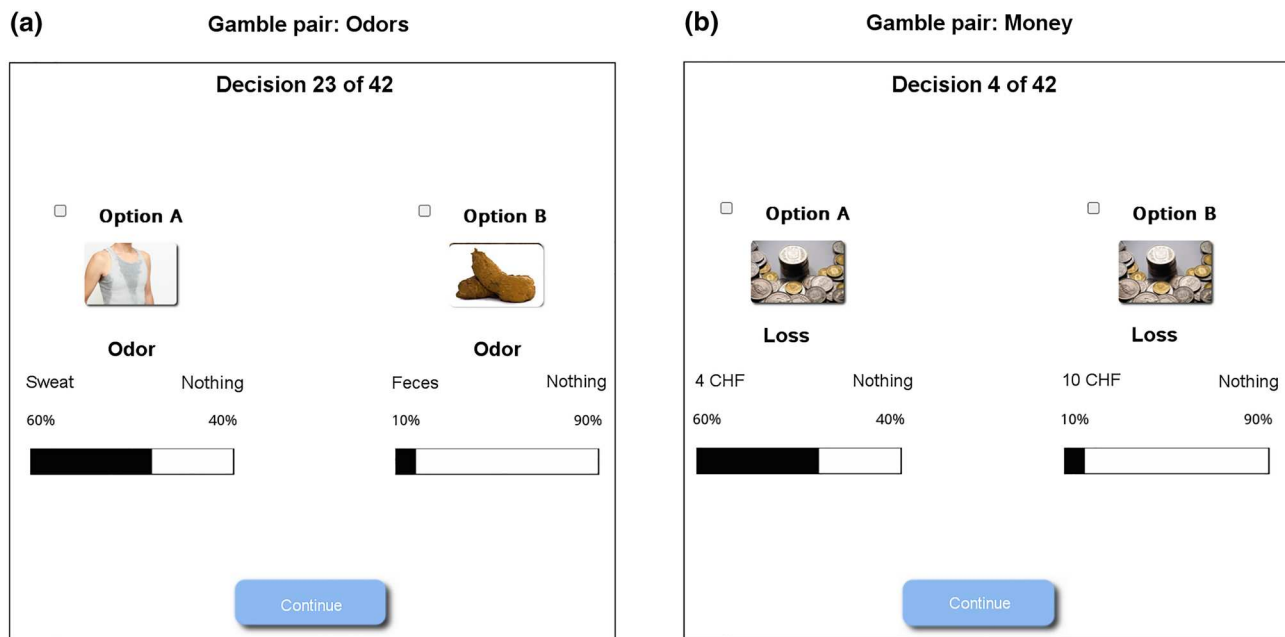 (a) Gamble pair: Odors
Decision 23 of 42
Option A Option B
Odor Odor
Sweat Nothing Feces Nothing
60% 40% 10% 90%
Continue
(b) Gamble pair: Money
Decision 4 of 42
Option A Option B
Loss Loss
4 CHF Nothing 10 CHF Nothing
60% 40% 10% 90%
Continue